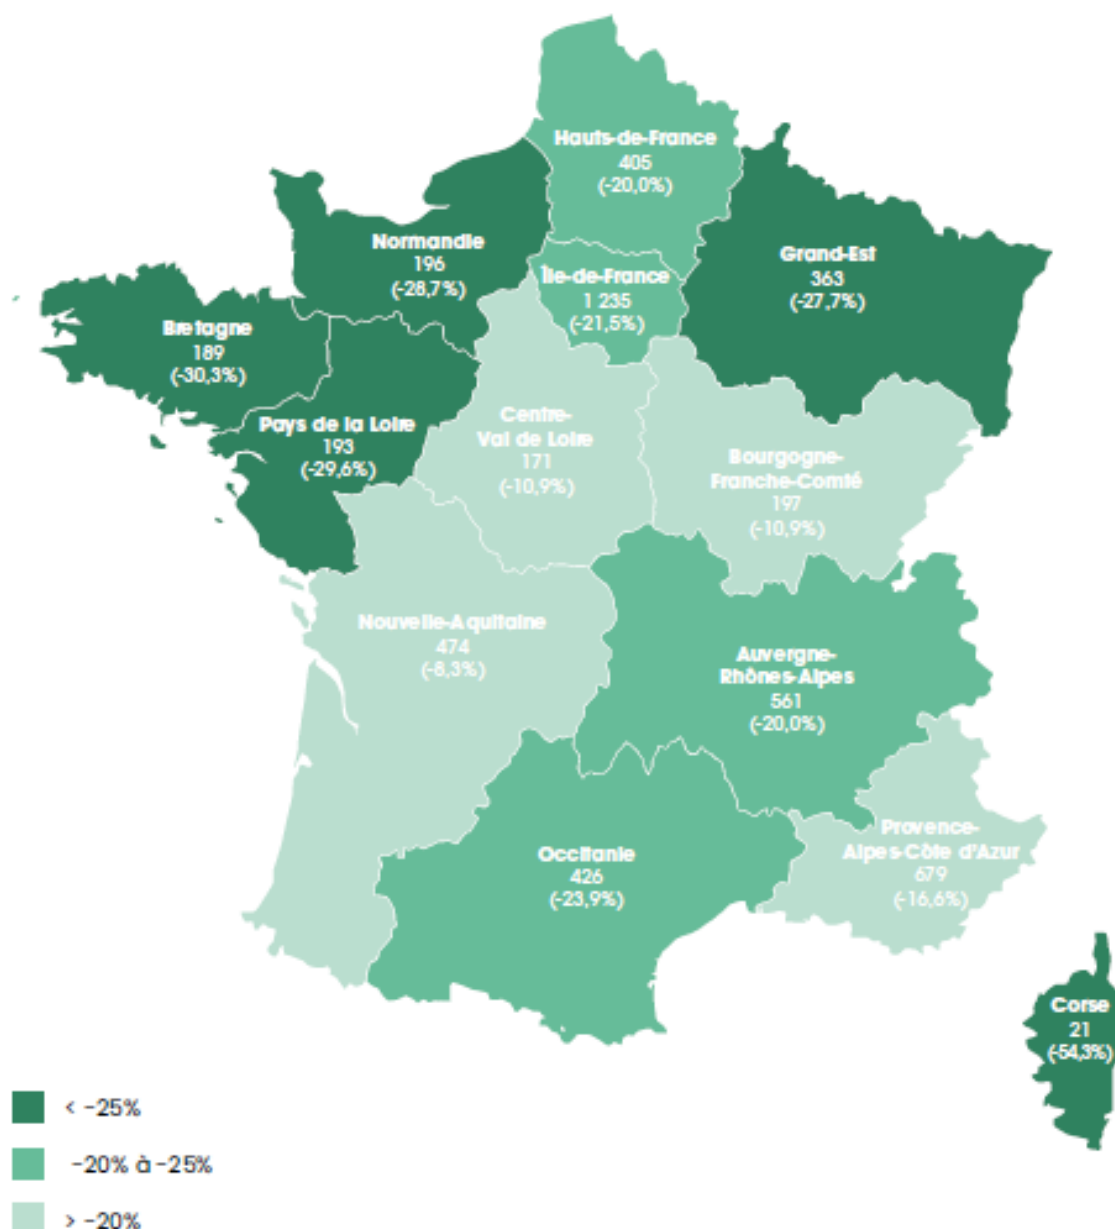 Hauts-de-France
405
(-20,0%)
Normandie
196
(-28,7%)
Île-de-France
1 235
(-21,5%)
Grand-Est
363
(-27,7%)
Bretagne
189
(-30,3%)
Pays de la Loire
193
(-29,6%)
Centre-
Val de Loire
171
(-10,9%)
Bourgogne-
Franche-Comté
197
(-10,9%)
Nouvelle-Aquitaine
474
(-8,3%)
Auvergne-
Rhônes-Alpes
561
(-20,0%)
Provence-
Alpes-Côte d'Azur
679
(-16,6%)
Occitanie
426
(-23,9%)
Corse
21
(-54,3%)
< -25%
-20% à -25%
> -20%